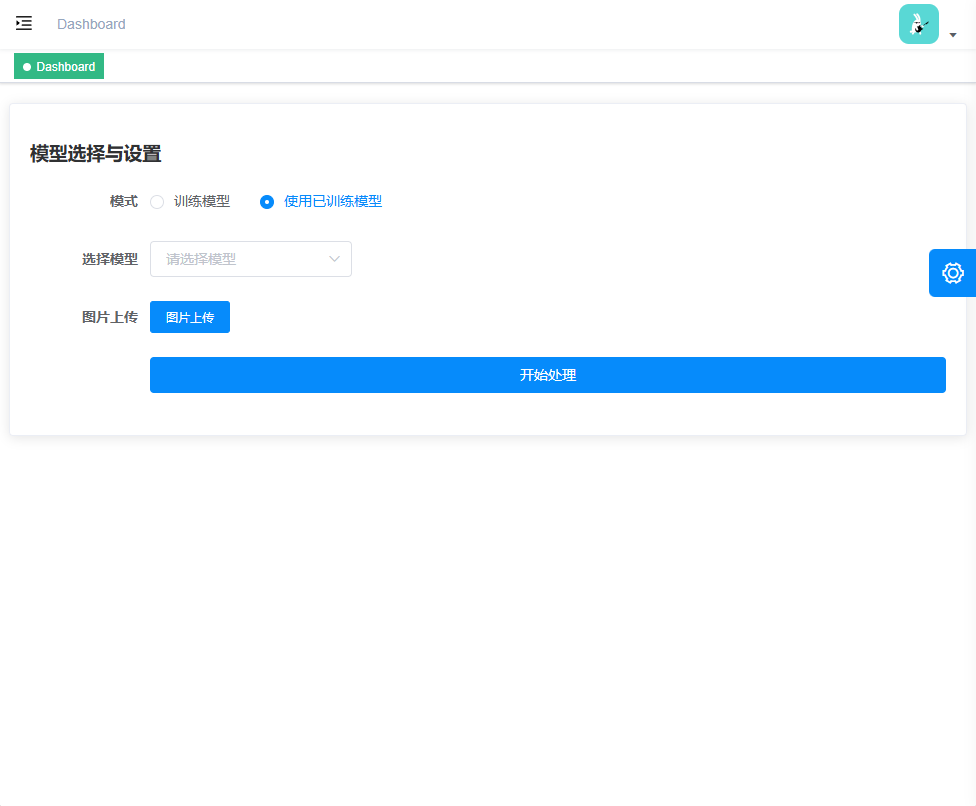 Dashboard
Dashboard
模型选择与设置
模式 训练模型 使用已训练模型
选择模型 请选择模型
图片上传 图片上传
开始处理